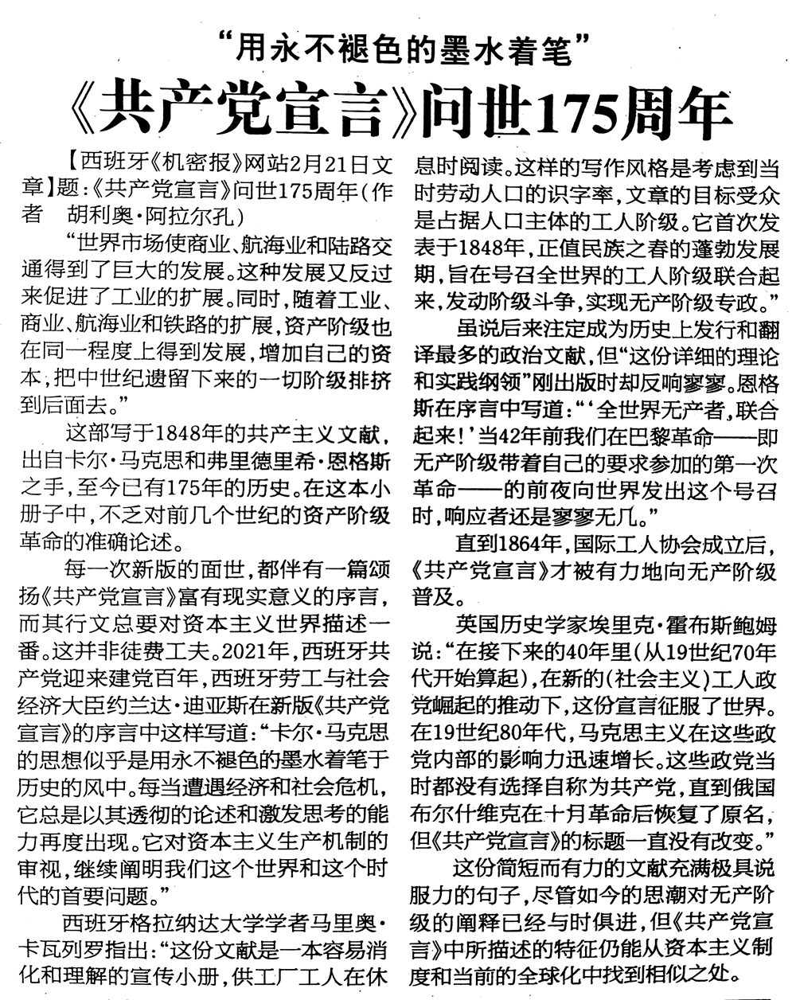 “用永不褪色的墨水着笔”
《共产党宣言》问世175周年
【西班牙《机密报》网站2月21日文
章】题：《共产党宣言》问世175周年（作
者　胡利奥·阿拉尔孔）
“世界市场使商业、航海业和陆路交
通得到了巨大的发展。这种发展又反过
来促进了工业的扩展。同时，随着工业、
商业、航海业和铁路的扩展，资产阶级也
在同一程度上得到发展，增加自己的资
本，把中世纪遗留下来的一切阶级排挤
到后面去。”
这部写于1848年的共产主义文献，
出自卡尔·马克思和弗里德里希·恩格斯
之手，至今已有175年的历史。在这本小
册子中，不乏对前几个世纪的资产阶级
革命的准确论述。
每一次新版的面世，都伴有一篇颂
扬《共产党宣言》富有现实意义的序言，
而其行文总要对资本主义世界描述一
番。这并非徒费工夫。2021年，西班牙共
产党迎来建党百年，西班牙劳工与社会
经济大臣约兰达·迪亚斯在新版《共产党
宣言》的序言中这样写道：“卡尔·马克思
的思想似乎是用永不褪色的墨水着笔于
历史的风中。每当遭遇经济和社会危机，
它总是以其透彻的论述和激发思考的能
力再度出现。它对资本主义生产机制的
审视，继续阐明我们这个世界和这个时
代的首要问题。”
西班牙格拉纳达大学学者马里奥·
卡瓦列罗指出：“这份文献是一本容易消
化和理解的宣传小册，供工厂工人在休
息时阅读。这样的写作风格是考虑到当
时劳动人口的识字率，文章的目标受众
是占据人口主体的工人阶级。它首次发
表于1848年，正值民族之春的蓬勃发展
期，旨在号召全世界的工人阶级联合起
来，发动阶级斗争，实现无产阶级专政。”
虽说后来注定成为历史上发行和翻
译最多的政治文献，但“这份详细的理论
和实践纲领”刚出版时却反响寥寥。恩格
斯在序言中写道：“‘全世界无产者，联合
起来！’当42年前我们在巴黎革命——即
无产阶级带着自己的要求参加的第一次
革命——的前夜向世界发出这个号召
时，响应者还是寥寥无几。”
直到1864年，国际工人协会成立后，
《共产党宣言》才被有力地向无产阶级
普及。
英国历史学家埃里克·霍布斯鲍姆
说：“在接下来的40年里（从19世纪70年
代开始算起），在新的（社会主义）工人政
党崛起的推动下，这份宣言征服了世界。
在19世纪80年代，马克思主义在这些政
党内部的影响力迅速增长。这些政党当
时都没有选择自称为共产党，直到俄国
布尔什维克在十月革命后恢复了原名，
但《共产党宣言》的标题一直没有改变。”
这份简短而有力的文献充满极具说
服力的句子，尽管如今的思潮对无产阶
级的阐释已经与时俱进，但《共产党宣
言》中所描述的特征仍能从资本主义制
度和当前的全球化中找到相似之处。